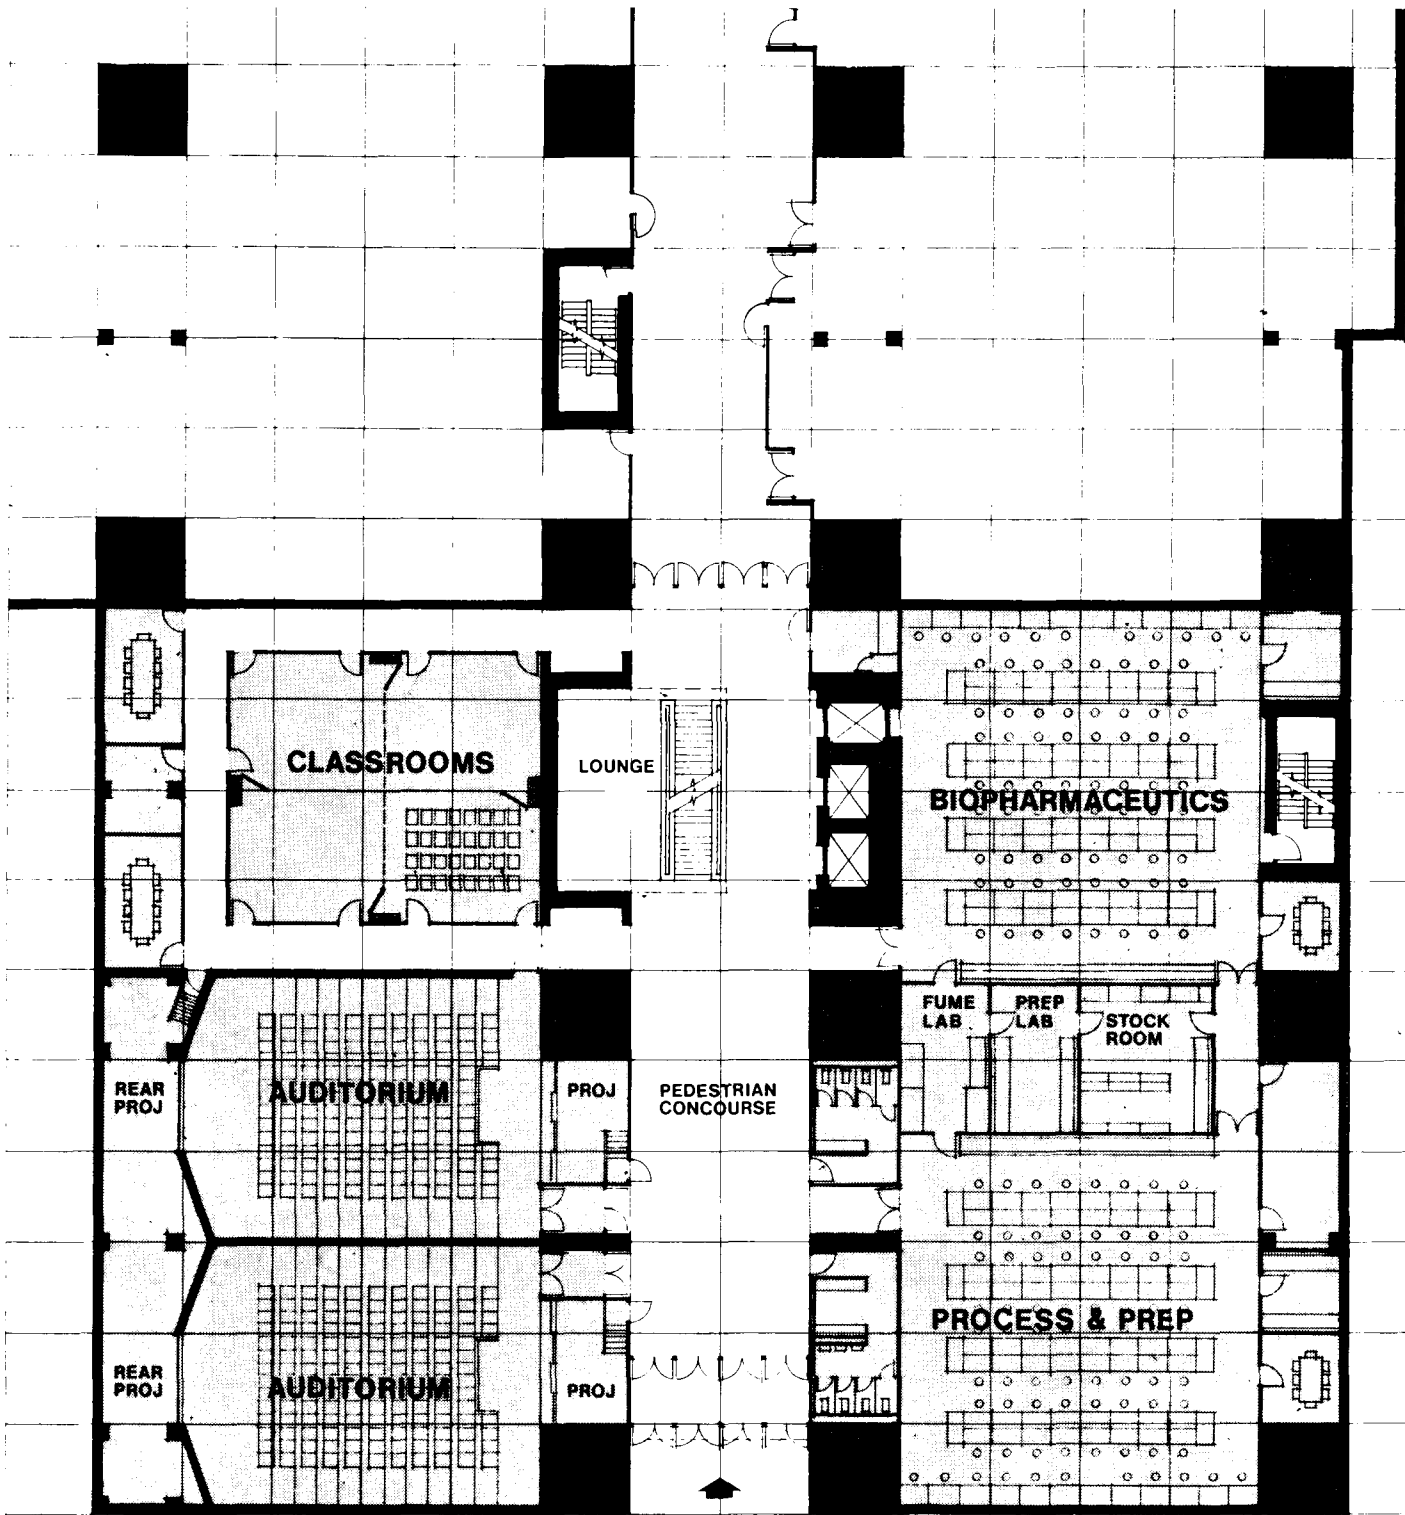 CLASSROOMS
LOUNGE
BIOPHARMACEUTICS
FUME
LAB
PREP
LAB
STOCK
ROOM
REAR
PROJ
AUDITORIUM
PROJ
PEDESTRIAN
CONCOURSE
PROCESS & PREP
REAR
PROJ
AUDITORIUM
PROJ